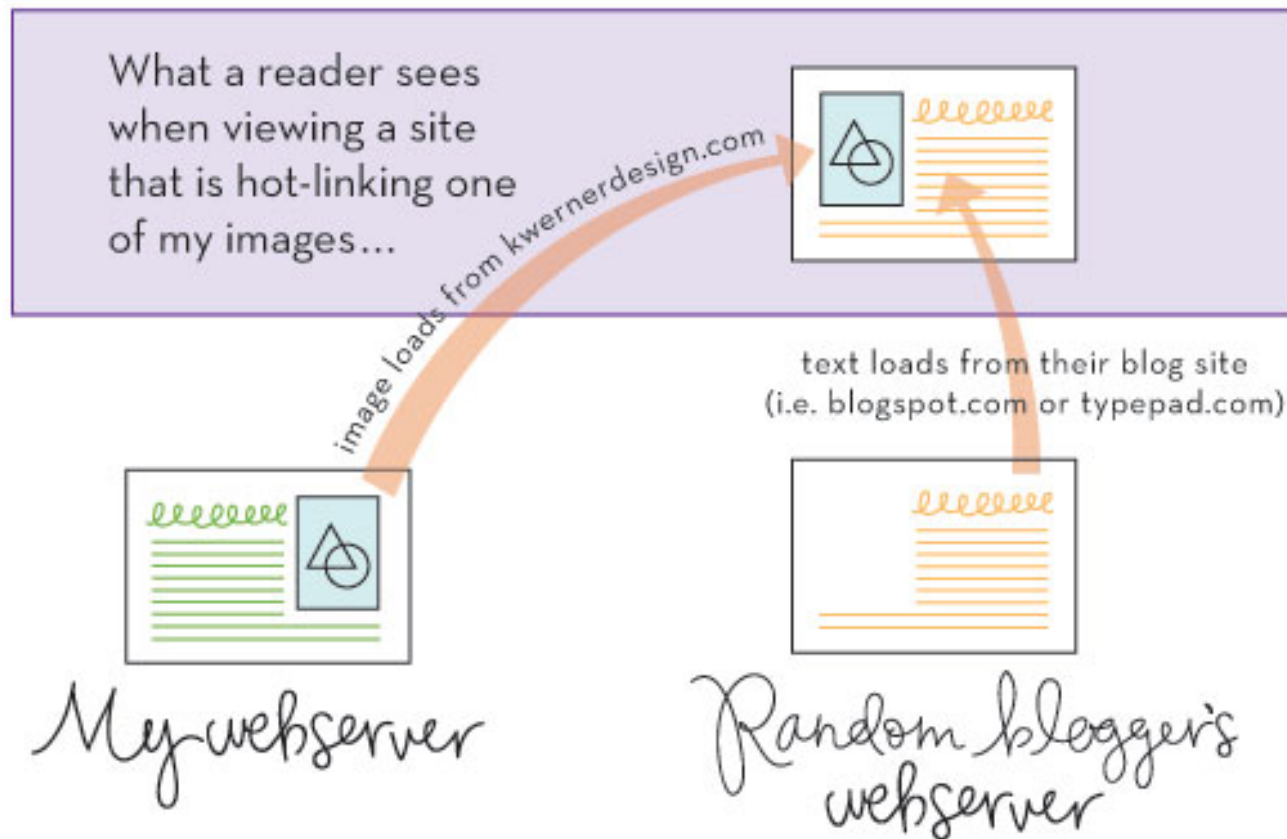 What a reader sees
when viewing a site
that is hot-linking one
of my images...
image loads from kwernerdesign.com
text loads from their blog site
(i.e. blogspot.com or typepad.com)
My webserver
Random blogger's
webserver